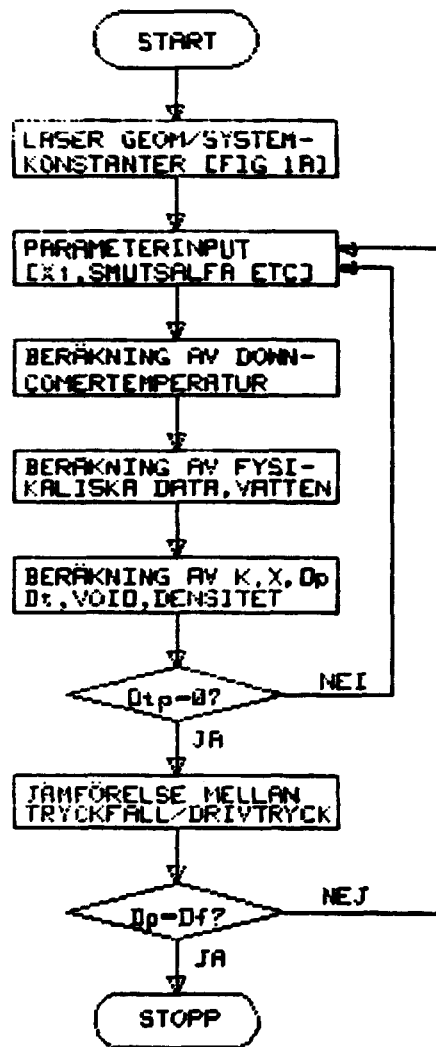 START
LÄSER GEOM/SYSTEM-
KONSTANTER [FIG 1A]
PARAMETERINPUT
[X1,SMUTSALFA ETC]
BERÄKNING AV DOWN-
COMERTEMPERATUR
BERÄKNING AV FYSI-
KALISKA DATA,VATTEN
BERÄKNING AV K,X,Dp
Dt,VOID,DENSITET
Dtp=0?
NEI
JA
JÄMFÖRELSE MELLAN
TRYCKFALL/DRIVTRYCK
Dp=Df?
NEJ
JA
STOPP